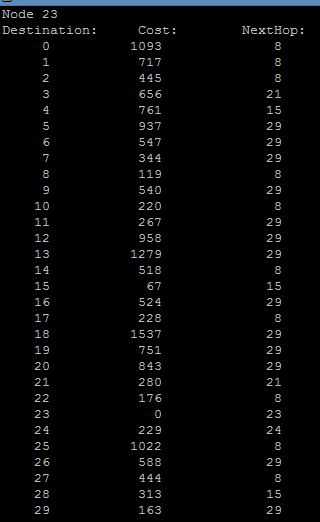 Node 23
Destination: Cost: NextHop:
0 1093 8
1 717 8
2 445 8
3 656 21
4 761 15
5 937 29
6 547 29
7 344 29
8 119 8
9 540 29
10 220 8
11 267 29
12 958 29
13 1279 29
14 518 8
15 67 15
16 524 29
17 228 8
18 1537 29
19 751 29
20 843 29
21 280 21
22 176 8
23 0 23
24 229 24
25 1022 8
26 588 29
27 444 8
28 313 15
29 163 29